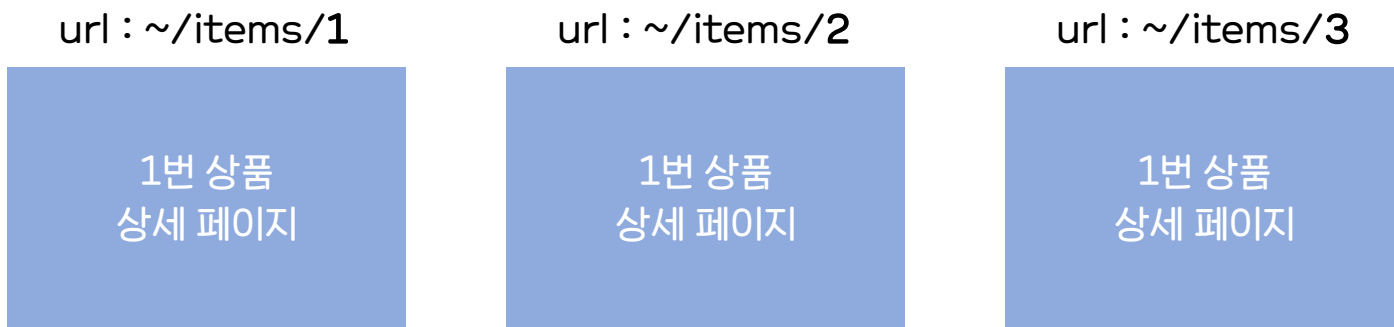 url : ~/items/1
1번 상품
상세 페이지
url : ~/items/2
1번 상품
상세 페이지
url : ~/items/3
1번 상품
상세 페이지